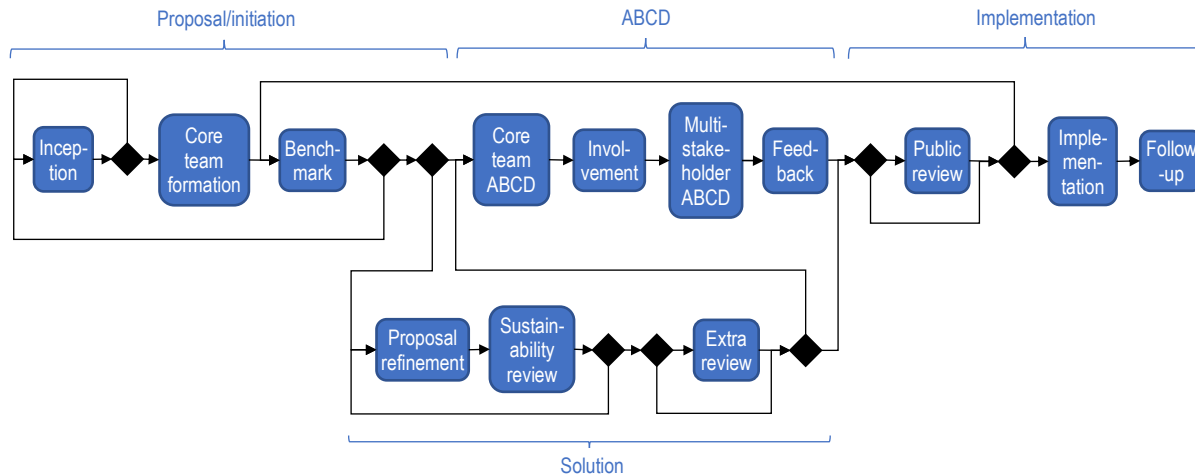 Proposal/initiation
ABCD
Implementation
Incep-
tion
Core
team
formation
Bench-
mark
Core
team
ABCD
Invol-
vement
Multi-
stake-
holder
ABCD
Feed-
back
Public
review
Imple-
men-
tation
Follow
-up
Proposal
refinement
Sustain-
ability
review
Extra
review
Solution